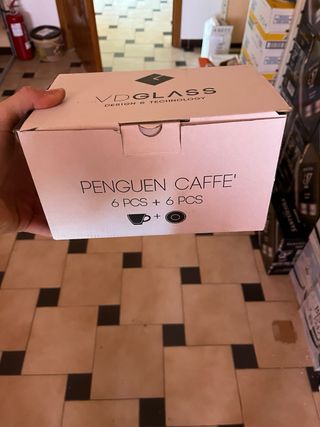 VDGLASS
DESIGN & TECHNOLOGY
PENGUEN CAFFE'
6 PCS + 6 PCS
+